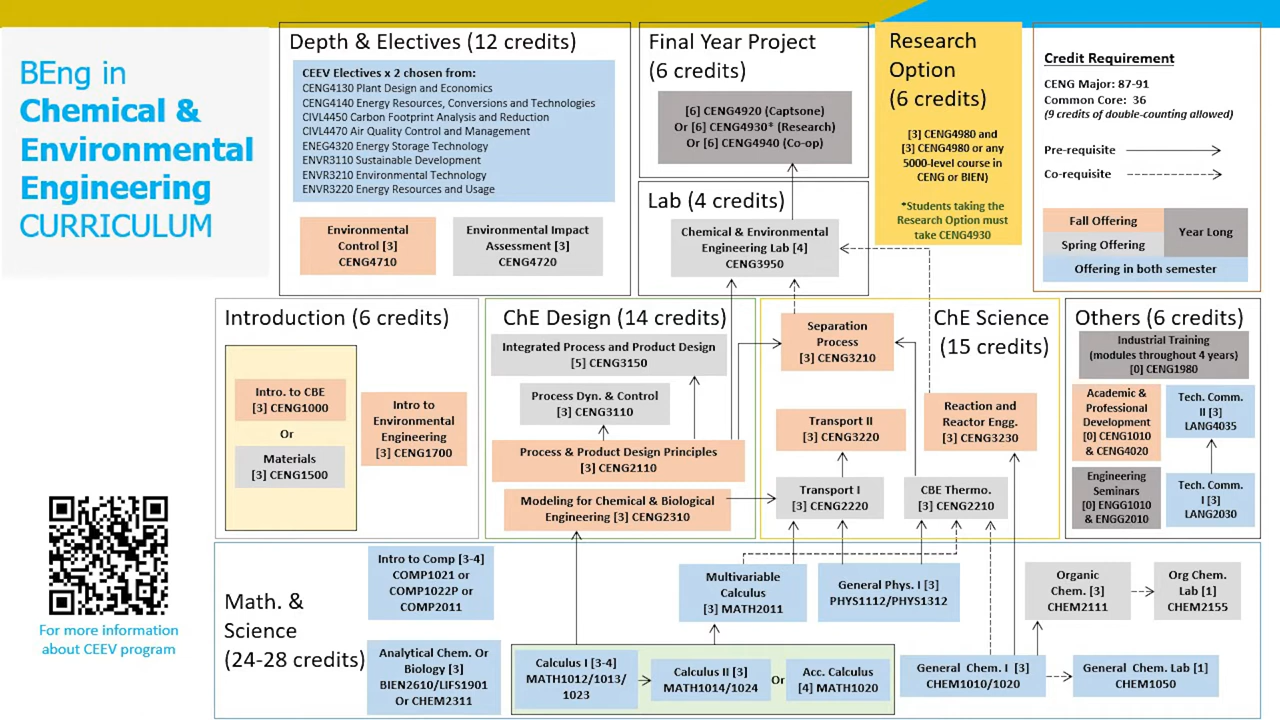 BEng in
Chemical &
Environmental
Engineering
CURRICULUM
For more information
about CEEV program
Depth & Electives (12 credits)
CEEV Electives x 2 chosen from:
CENG4130 Plant Design and Economics
CENG4140 Energy Resources, Conversions and Technologies
CIVL4450 Carbon Footprint Analysis and Reduction
CIVL4470 Air Quality Control and Management
ENEG4320 Energy Storage Technology
ENVR3110 Sustainable Development
ENVR3210 Environmental Technology
ENVR3220 Energy Resources and Usage
Environmental
Control [3]
CENG4710
Environmental Impact
Assessment [3]
CENG4720
Final Year Project
(6 credits)
[6] CENG4920 (Captsone)
Or [6] CENG4930* (Research)
Or [6] CENG4940 (Co-op)
Lab (4 credits)
Chemical & Environmental
Engineering Lab [4]
CENG3950
Research
Option
(6 credits)
[3] CENG4980 and
[3] CENG4980 or any
5000-level course in
CENG or BIEN)
*Students taking the
Research Option must
take CENG4930
Credit Requirement
CENG Major: 87-91
Common Core: 36
(9 credits of double-counting allowed)
Pre-requisite
Co-requisite
Fall Offering
Spring Offering
Year Long
Offering in both semester
Introduction (6 credits)
Intro. to CBE
[3] CENG1000
Or
Materials
[3] CENG1500
Intro to
Environmental
Engineering
[3] CENG1700
ChE Design (14 credits)
Integrated Process and Product Design
[5] CENG3150
Process Dyn. & Control
[3] CENG3110
Process & Product Design Principles
[3] CENG2110
Modeling for Chemical & Biological
Engineering [3] CENG2310
ChE Science
(15 credits)
Separation
Process
[3] CENG3210
Transport II
[3] CENG3220
Reaction and
Reactor Engg.
[3] CENG3230
Transport I
[3] CENG2220
CBE Thermo.
[3] CENG2210
Others (6 credits)
Industrial Training
(modules throughout 4 years)
[0] CENG1980
Academic &
Professional
Development
[0] CENG1010
& CENG4020
Tech. Comm.
II [3]
LANG4035
Engineering
Seminars
[0] ENGG1010
& ENGG2010
Tech. Comm.
I [3]
LANG2030
Math. &
Science
(24-28 credits)
Intro to Comp [3-4]
COMP1021 or
COMP1022P or
COMP2011
Analytical Chem. Or
Biology [3]
BIEN2610/LIFS1901
Or CHEM2311
Multivariable
Calculus
[3] MATH2011
General Phys. I [3]
PHYS1112/PHYS1312
Organic
Chem. [3]
CHEM2111
Org Chem.
Lab [1]
CHEM2155
Calculus I [3-4]
MATH1012/1013/
1023
Calculus II [3]
MATH1014/1024
Or
Acc. Calculus
[4] MATH1020
General Chem. I [3]
CHEM1010/1020
General Chem. Lab [1]
CHEM1050